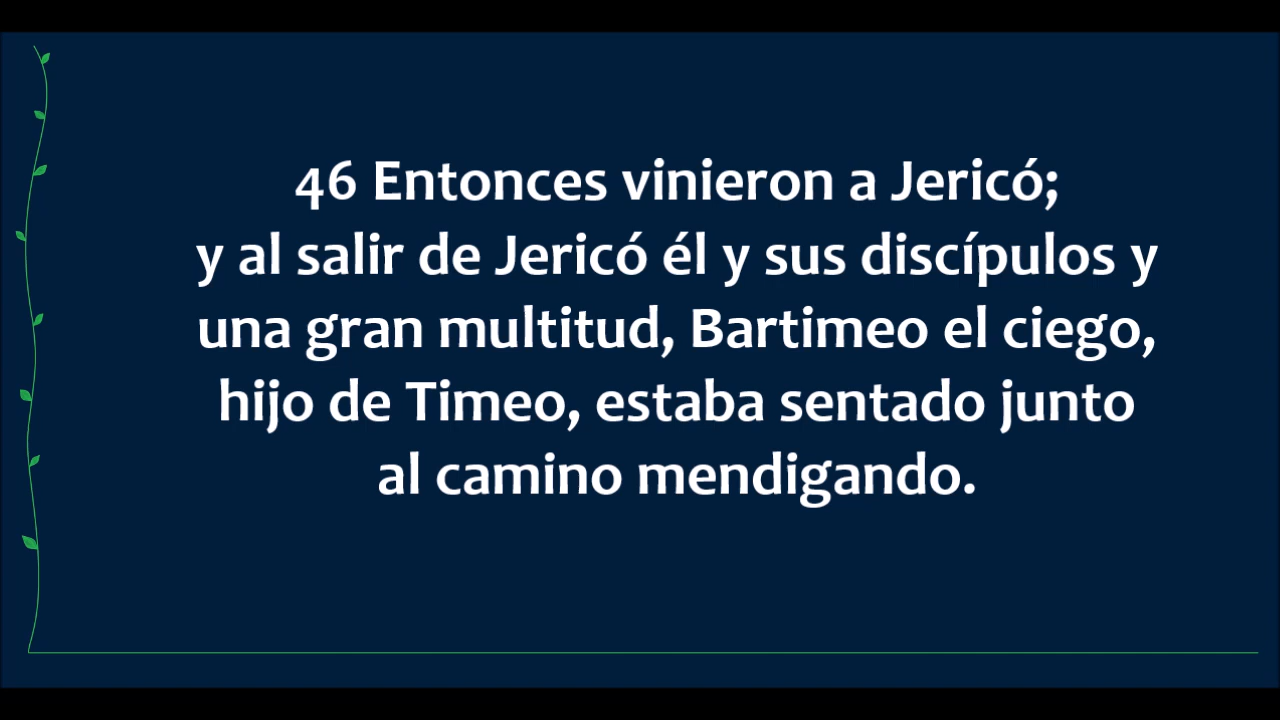 46 Entonces vinieron a Jericó;
y al salir de Jericó él y sus discípulos y
una gran multitud, Bartimeo el ciego,
hijo de Timeo, estaba sentado junto
al camino mendigando.